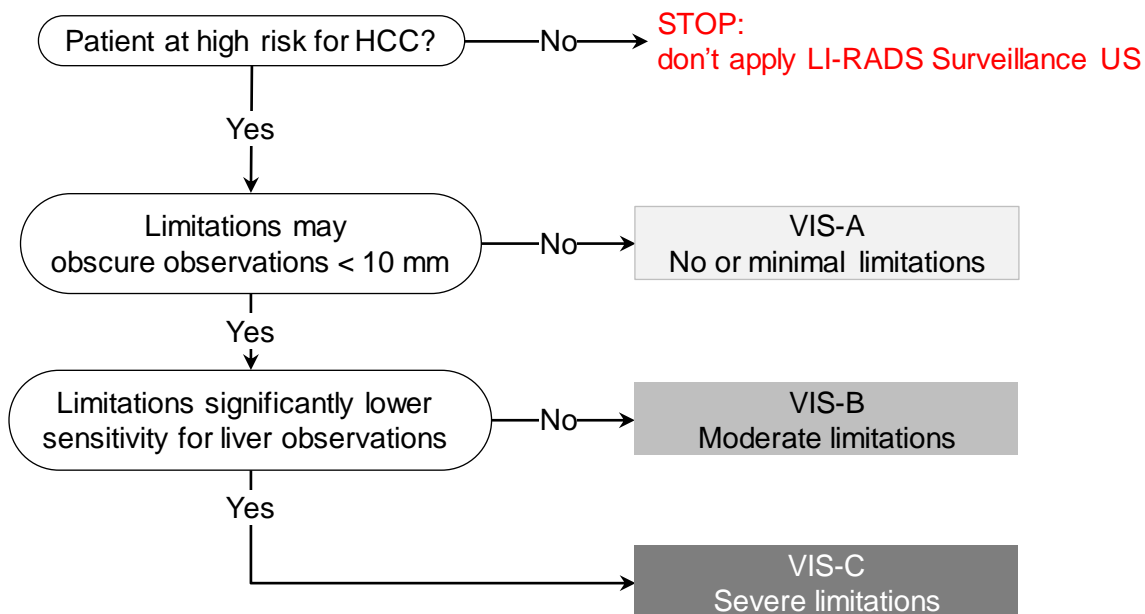 Patient at high risk for HCC?
No
STOP:
don’t apply LI-RADS Surveillance US
Yes
Limitations may
obscure observations < 10 mm
No
VIS-A
No or minimal limitations
Yes
Limitations significantly lower
sensitivity for liver observations
No
VIS-B
Moderate limitations
Yes
VIS-C
Severe limitations